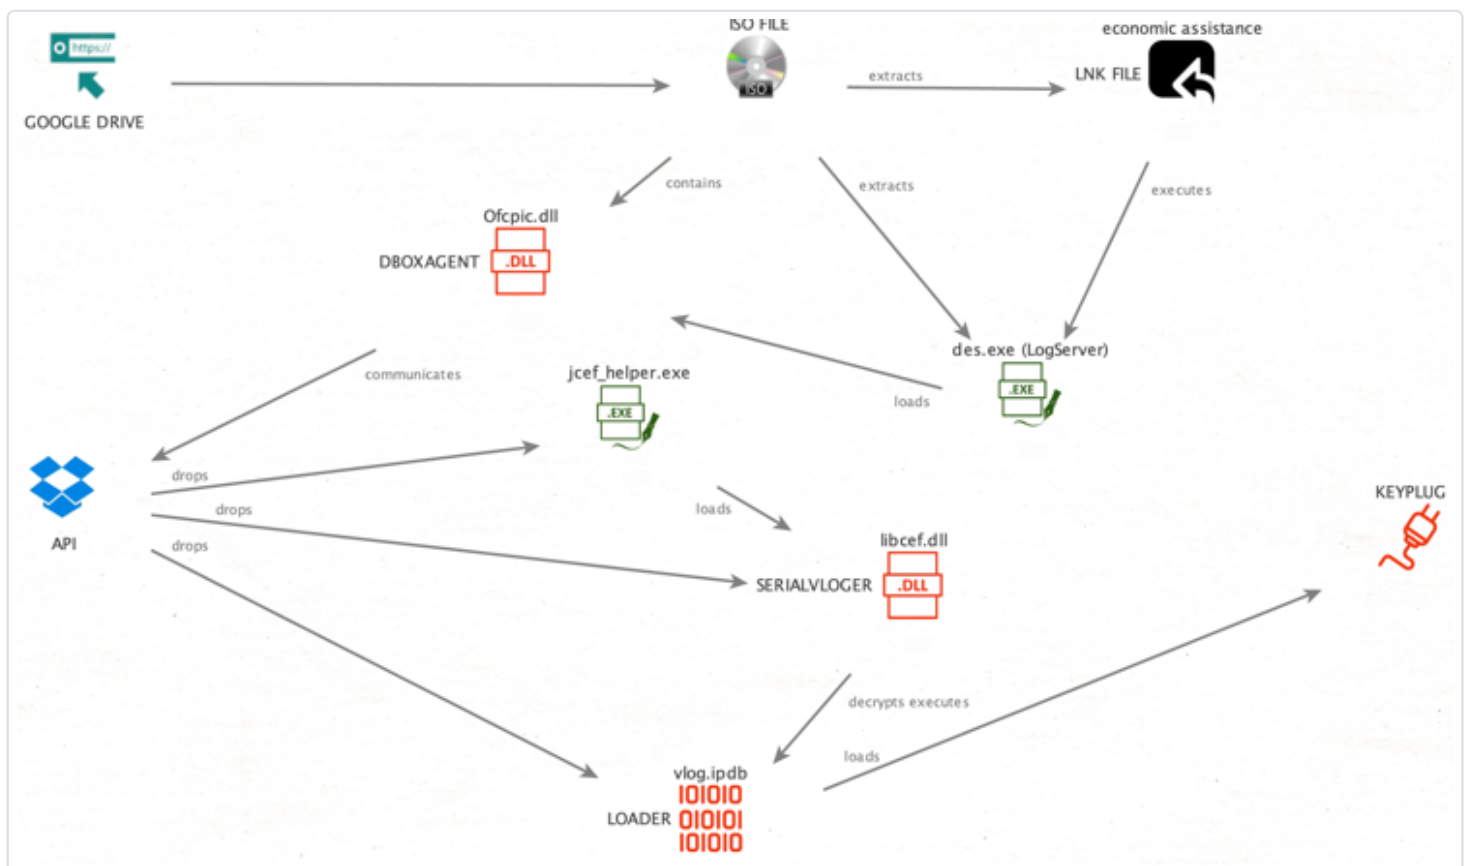 ISO FILE
economic assistance
https://
LNK FILE
extracts
ISO
GOOGLE DRIVE
contains
extracts
executes
Ofcpic.dll
DBOXAGENT
.DLL
des.exe (LogServer)
communicates
jcef_helper.exe
.EXE
loads
.EXE
drops
drops
loads
KEYPLUG
API
drops
libcef.dll
SERIALVLOGER
.DLL
decrypts executes
loads
vlog.ipdb
101010
LOADER
010101
101010